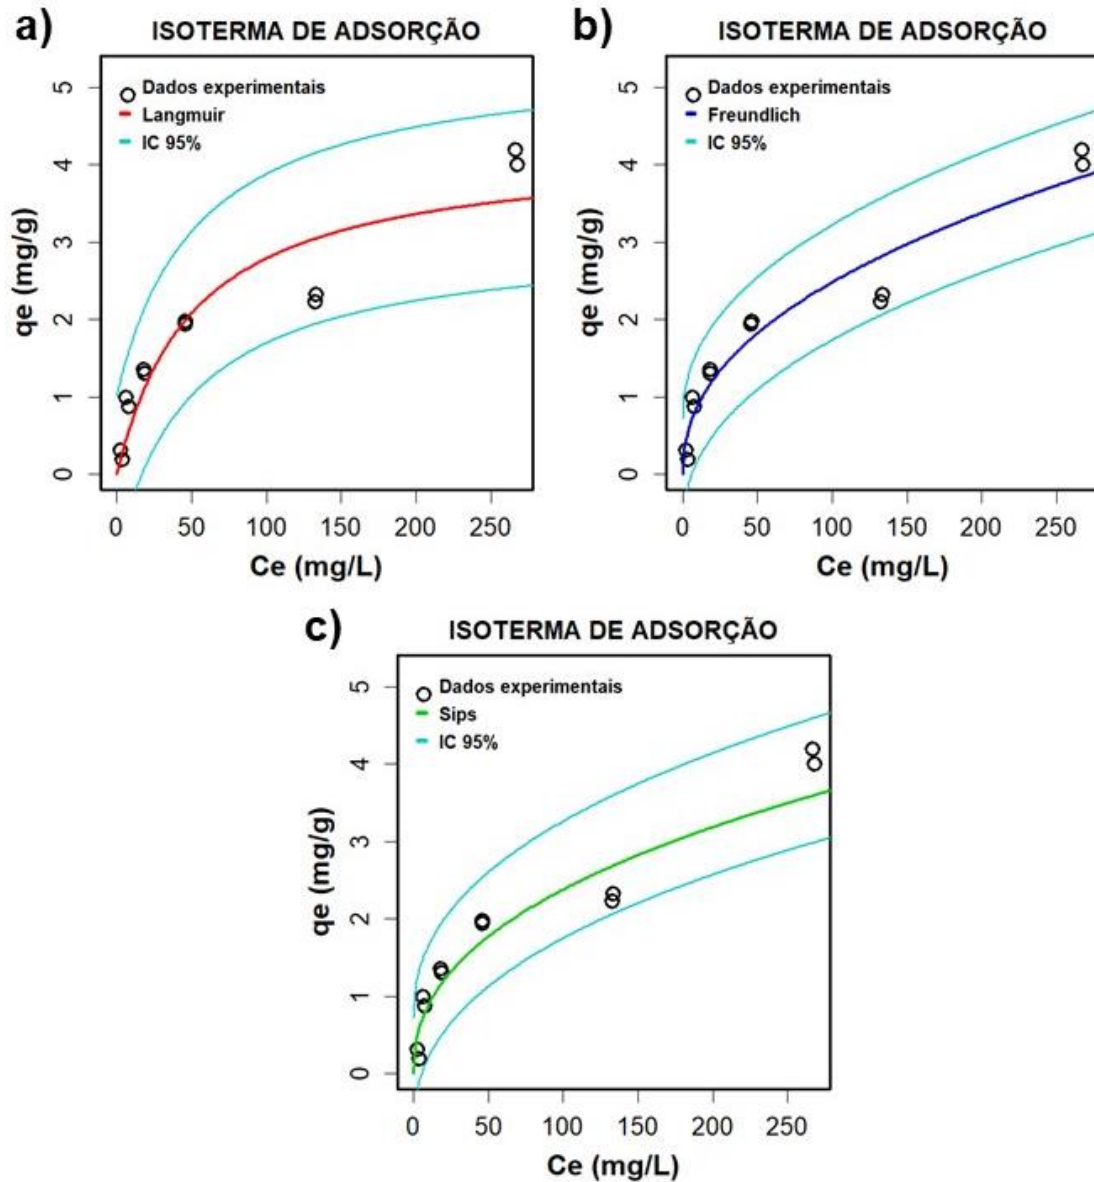 a)
ISOTERMA DE ADSORÇÃO
Dados experimentais
Langmuir
IC 95%
qe (mg/g)
5
4
3
2
1
0
0 50 100 150 200 250
Ce (mg/L)
b)
ISOTERMA DE ADSORÇÃO
Dados experimentais
Freundlich
IC 95%
qe (mg/g)
5
4
3
2
1
0
0 50 100 150 200 250
Ce (mg/L)
c)
ISOTERMA DE ADSORÇÃO
Dados experimentais
Sips
IC 95%
qe (mg/g)
5
4
3
2
1
0
0 50 100 150 200 250
Ce (mg/L)